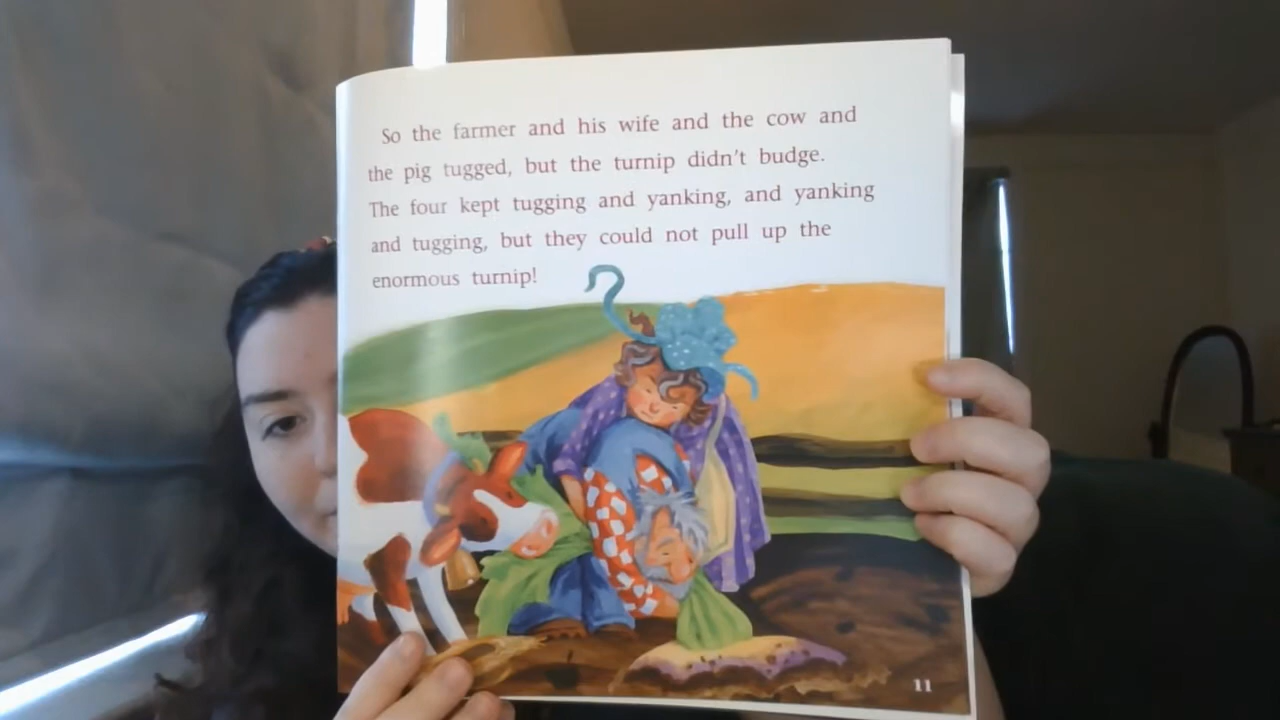 So the farmer and his wife and the cow and
the pig tugged, but the turnip didn't budge.
The four kept tugging and yanking, and yanking
and tugging, but they could not pull up the
enormous turnip!
11